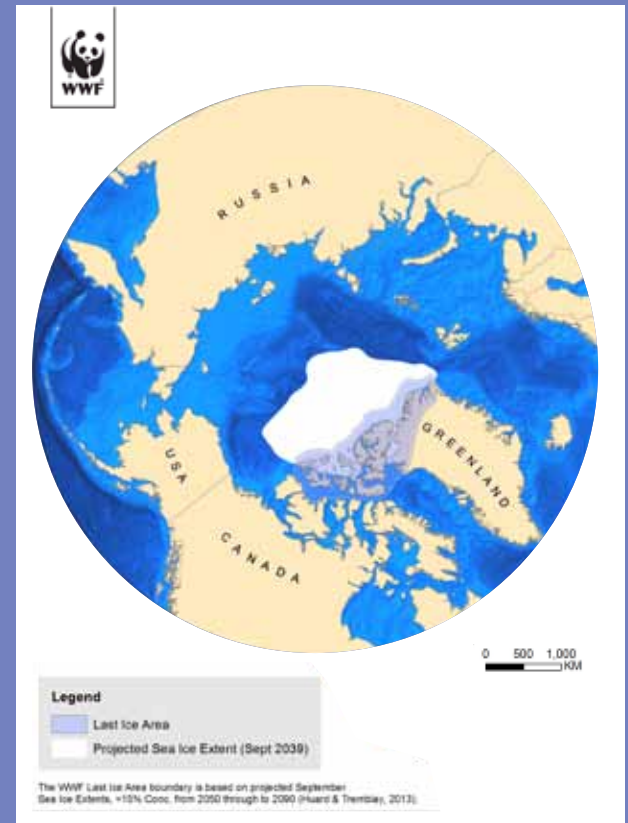 WWF
RUSSIA
USA
CANADA
GREENLAND
0 500 1,000
KM
Legend
Last Ice Area
Projected Sea Ice Extent (Sept 2039)
The WWF Last Ice Area boundary is based on projected September
Sea Ice Extents, >15% Conc. from 2050 through to 2090 (Huard & Tremblay, 2013).